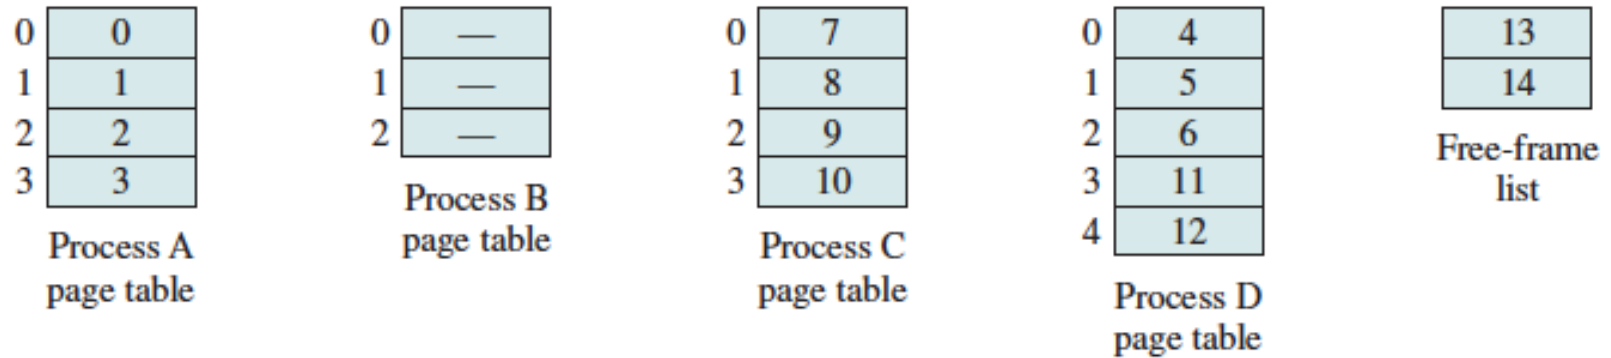 0 0
1 1
2 2
3 3
Process A
page table
0 —
1 —
2 —
Process B
page table
0 7
1 8
2 9
3 10
Process C
page table
0 4
1 5
2 6
3 11
4 12
Process D
page table
13
14
Free-frame
list